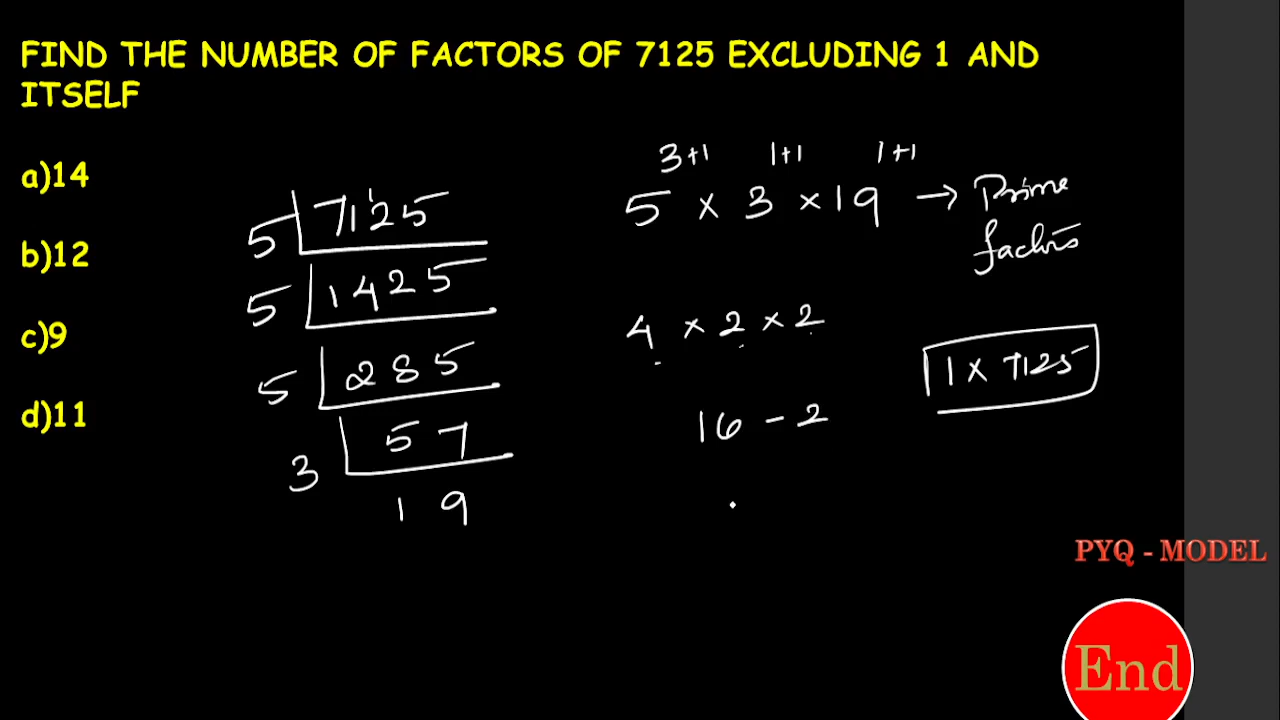 FIND THE NUMBER OF FACTORS OF 7125 EXCLUDING 1 AND
ITSELF
a)14
b)12
c)9
d)11
5 7125
5 1425
5 285
3 57
19
3+1 1+1 1+1
5 × 3 × 19 → Prime
factors
4 × 2 × 2
1 × 7125
16 - 2
PYQ - MODEL
End